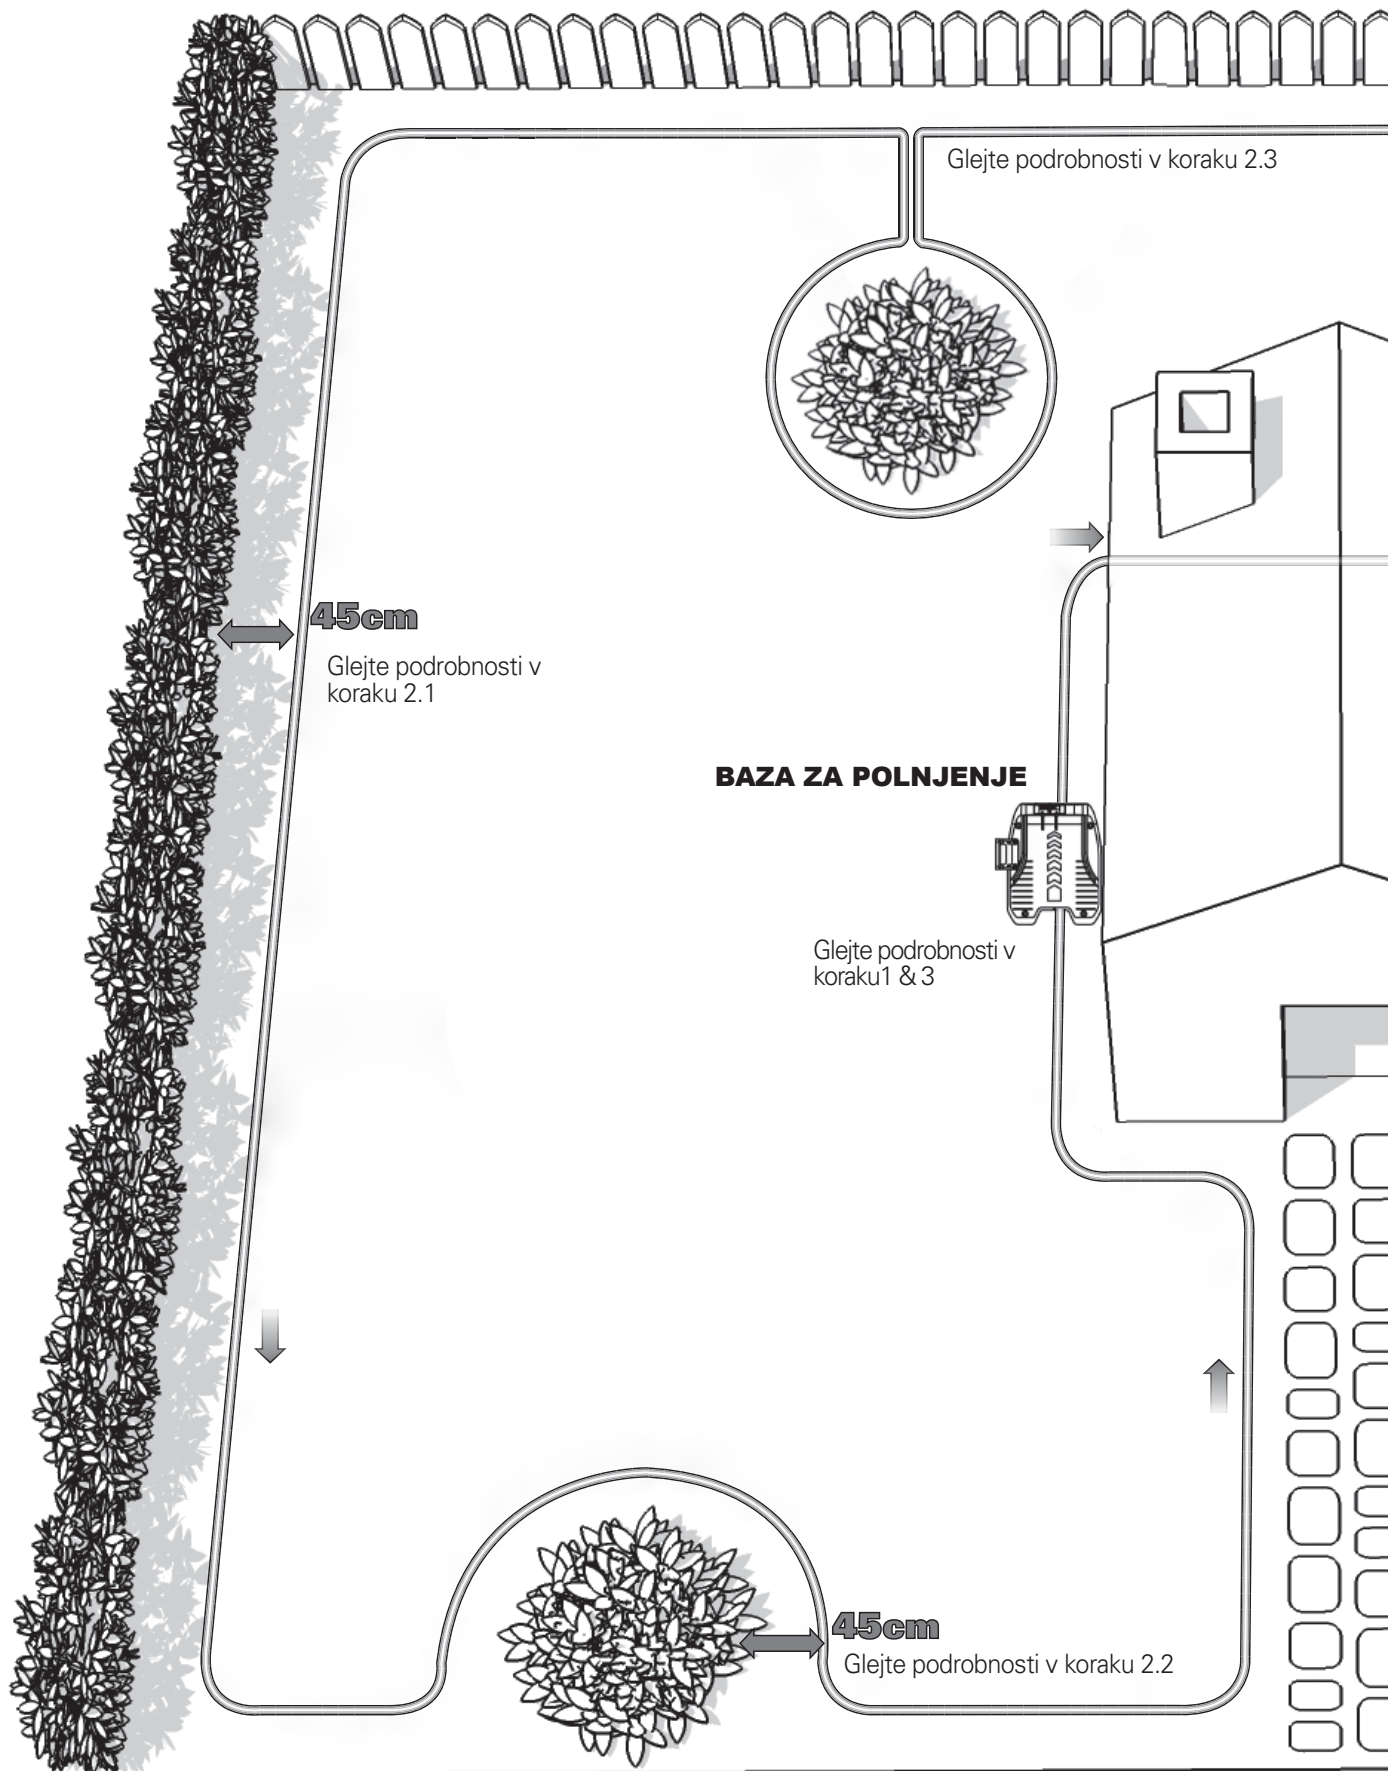 Glejte podrobnosti v koraku 2.3
45cm
Glejte podrobnosti v
koraku 2.1
BAZA ZA POLNJENJE
Glejte podrobnosti v
koraku1 & 3
45cm
Glejte podrobnosti v koraku 2.2